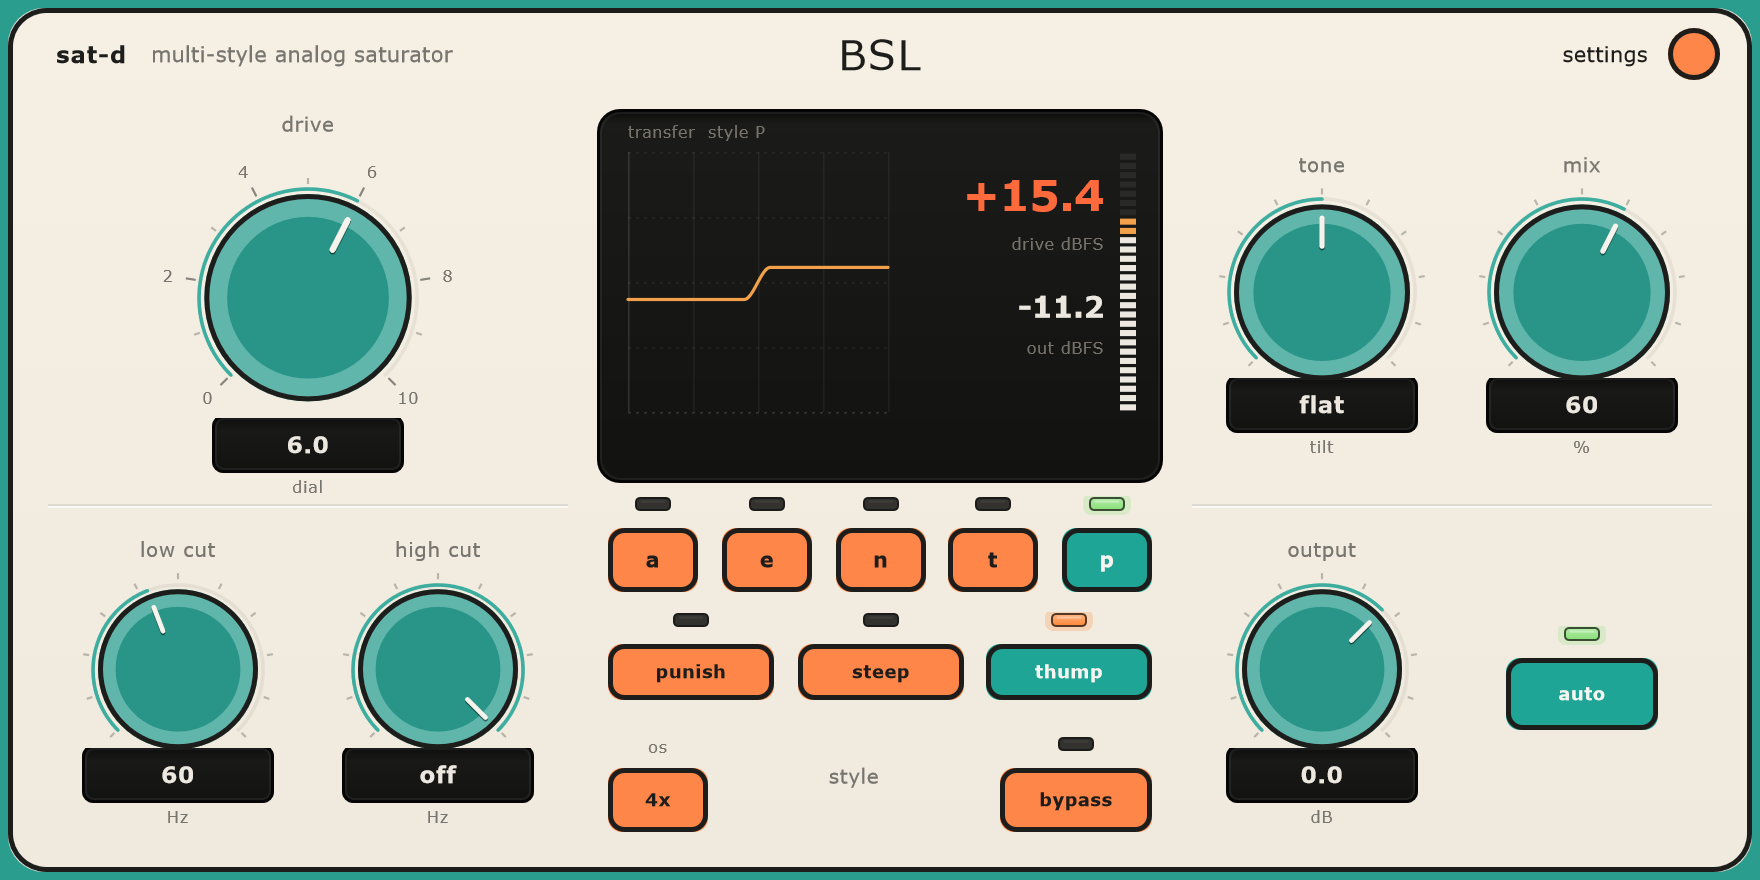 sat-d multi-style analog saturator
BSL
settings
drive
0
2
4
6
8
10
6.0
dial
transfer style P
+15.4
drive dBFS
-11.2
out dBFS
tone
flat
tilt
mix
60
%
low cut
60
Hz
high cut
off
Hz
a
e
n
t
p
punish
steep
thump
os
4x
style
bypass
output
0.0
dB
auto